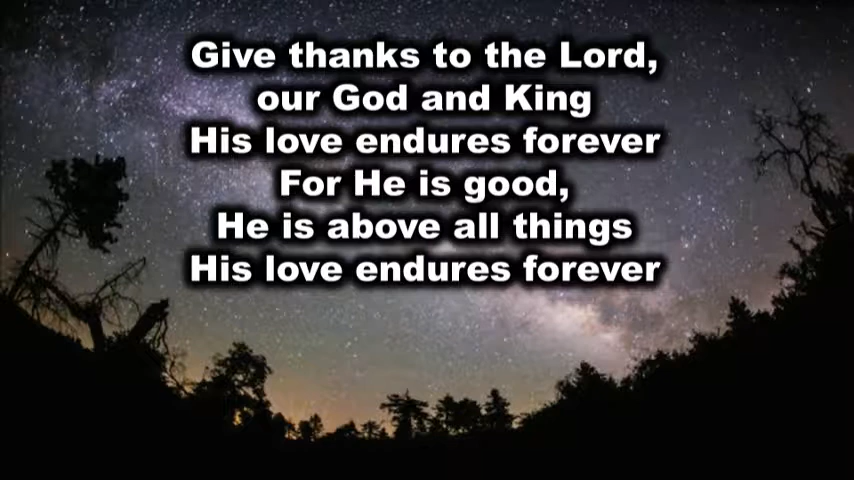 Give thanks to the Lord,
our God and King
His love endures forever
For He is good,
He is above all things
His love endures forever